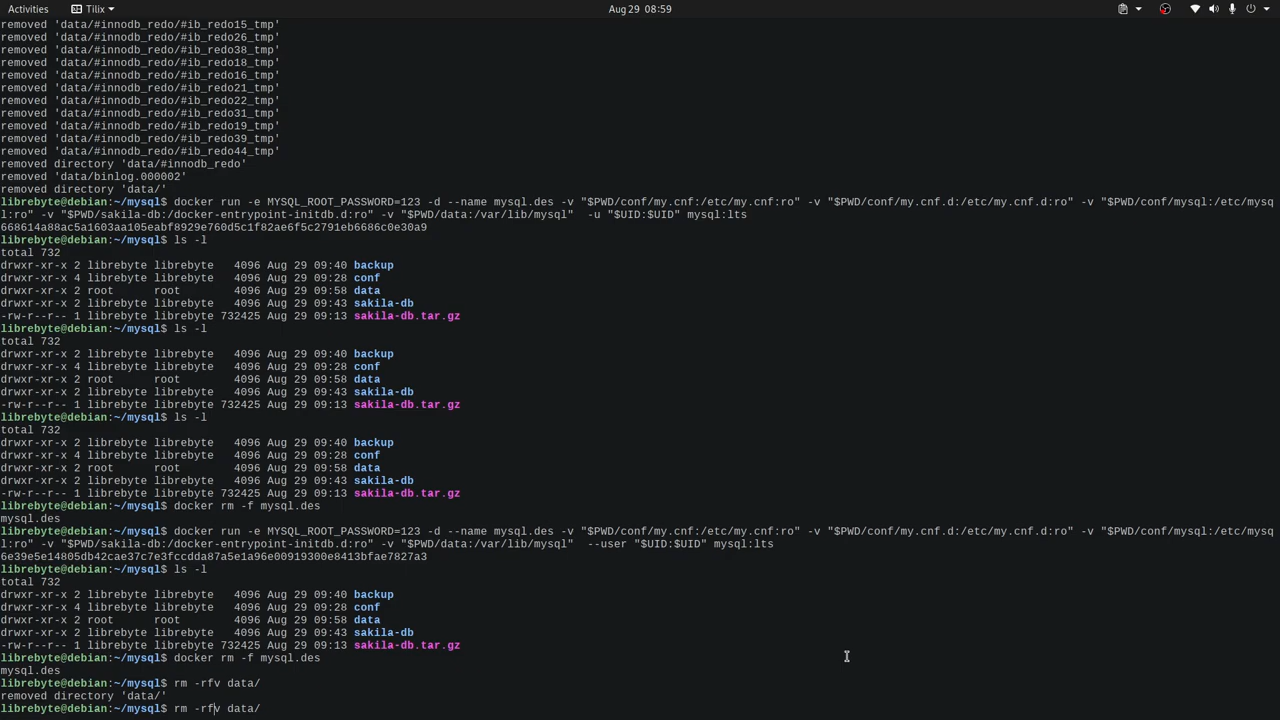 Activities
Tilix
Aug 29 08:59
removed 'data/#innodb_redo/#ib_redo15_tmp'
removed 'data/#innodb_redo/#ib_redo26_tmp'
removed 'data/#innodb_redo/#ib_redo38_tmp'
removed 'data/#innodb_redo/#ib_redo18_tmp'
removed 'data/#innodb_redo/#ib_redo16_tmp'
removed 'data/#innodb_redo/#ib_redo21_tmp'
removed 'data/#innodb_redo/#ib_redo22_tmp'
removed 'data/#innodb_redo/#ib_redo31_tmp'
removed 'data/#innodb_redo/#ib_redo19_tmp'
removed 'data/#innodb_redo/#ib_redo39_tmp'
removed 'data/#innodb_redo/#ib_redo44_tmp'
removed directory 'data/#innodb_redo'
removed 'data/binlog.000002'
removed directory 'data/'
librebyte@debian:~/mysql$ docker run -e MYSQL_ROOT_PASSWORD=123 -d --name mysql.des -v "$PWD/conf/my.cnf:/etc/my.cnf:ro" -v "$PWD/conf/my.cnf.d:/etc/my.cnf.d:ro" -v "$PWD/conf/mysql:/etc/mysq
l:ro" -v "$PWD/sakila-db:/docker-entrypoint-initdb.d:ro" -v "$PWD/data:/var/lib/mysql"  -u "$UID:$UID" mysql:lts
668614a88ac5a1603aa105eabf8929e760d5c1f82ae6f5c2791eb6686c0e30a9
librebyte@debian:~/mysql$ ls -l
total 732
drwxr-xr-x 2 librebyte librebyte   4096 Aug 29 09:40 backup
drwxr-xr-x 4 librebyte librebyte   4096 Aug 29 09:28 conf
drwxr-xr-x 2 root      root        4096 Aug 29 09:58 data
drwxr-xr-x 2 librebyte librebyte   4096 Aug 29 09:43 sakila-db
-rw-r--r-- 1 librebyte librebyte 732425 Aug 29 09:13 sakila-db.tar.gz
librebyte@debian:~/mysql$ ls -l
total 732
drwxr-xr-x 2 librebyte librebyte   4096 Aug 29 09:40 backup
drwxr-xr-x 4 librebyte librebyte   4096 Aug 29 09:28 conf
drwxr-xr-x 2 root      root        4096 Aug 29 09:58 data
drwxr-xr-x 2 librebyte librebyte   4096 Aug 29 09:43 sakila-db
-rw-r--r-- 1 librebyte librebyte 732425 Aug 29 09:13 sakila-db.tar.gz
librebyte@debian:~/mysql$ ls -l
total 732
drwxr-xr-x 2 librebyte librebyte   4096 Aug 29 09:40 backup
drwxr-xr-x 4 librebyte librebyte   4096 Aug 29 09:28 conf
drwxr-xr-x 2 root      root        4096 Aug 29 09:58 data
drwxr-xr-x 2 librebyte librebyte   4096 Aug 29 09:43 sakila-db
-rw-r--r-- 1 librebyte librebyte 732425 Aug 29 09:13 sakila-db.tar.gz
librebyte@debian:~/mysql$ docker rm -f mysql.des
mysql.des
librebyte@debian:~/mysql$ docker run -e MYSQL_ROOT_PASSWORD=123 -d --name mysql.des -v "$PWD/conf/my.cnf:/etc/my.cnf:ro" -v "$PWD/conf/my.cnf.d:/etc/my.cnf.d:ro" -v "$PWD/conf/mysql:/etc/mysq
l:ro" -v "$PWD/sakila-db:/docker-entrypoint-initdb.d:ro" -v "$PWD/data:/var/lib/mysql"  --user "$UID:$UID" mysql:lts
6e39e5e14805db42cae37c7e3fccdda87a5e1a96e00919300e8413bfae7827a3
librebyte@debian:~/mysql$ ls -l
total 732
drwxr-xr-x 2 librebyte librebyte   4096 Aug 29 09:40 backup
drwxr-xr-x 4 librebyte librebyte   4096 Aug 29 09:28 conf
drwxr-xr-x 2 root      root        4096 Aug 29 09:58 data
drwxr-xr-x 2 librebyte librebyte   4096 Aug 29 09:43 sakila-db
-rw-r--r-- 1 librebyte librebyte 732425 Aug 29 09:13 sakila-db.tar.gz
librebyte@debian:~/mysql$ docker rm -f mysql.des
mysql.des
librebyte@debian:~/mysql$ rm -rfv data/
removed directory 'data/'
librebyte@debian:~/mysql$ rm -rfv data/